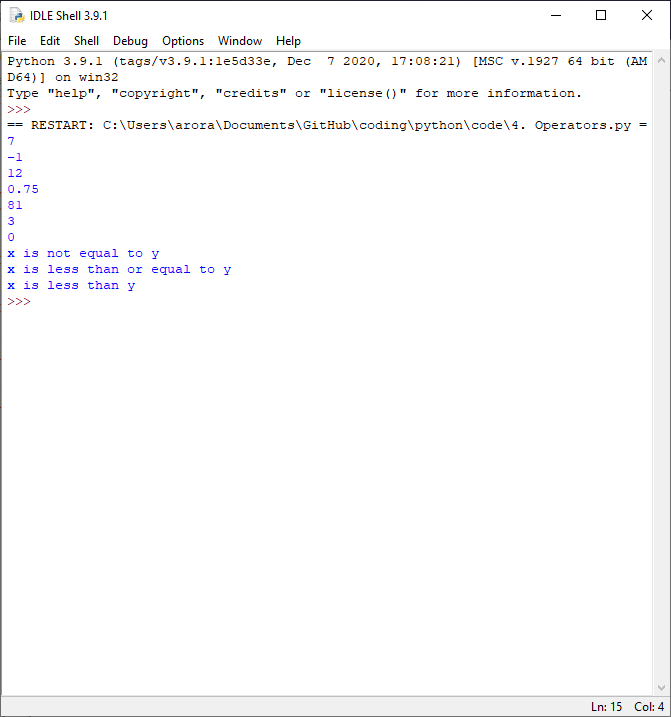 IDLE Shell 3.9.1
File Edit Shell Debug Options Window Help
Python 3.9.1 (tags/v3.9.1:1e5d33e, Dec  7 2020, 17:08:21) [MSC v.1927 64 bit (AM
D64)] on win32
Type "help", "copyright", "credits" or "license()" for more information.
>>>
== RESTART: C:\Users\arora\Documents\GitHub\coding\python\code\4. Operators.py =
7
-1
12
0.75
81
3
0
x is not equal to y
x is less than or equal to y
x is less than y
>>>
Ln: 15 Col: 4